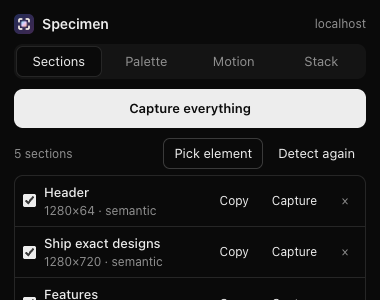 Specimen localhost
Sections Palette Motion Stack
Capture everything
5 sections Pick element Detect again
Header
1280×64 · semantic
Copy Capture ×
Ship exact designs
1280×720 · semantic
Copy Capture ×
Features